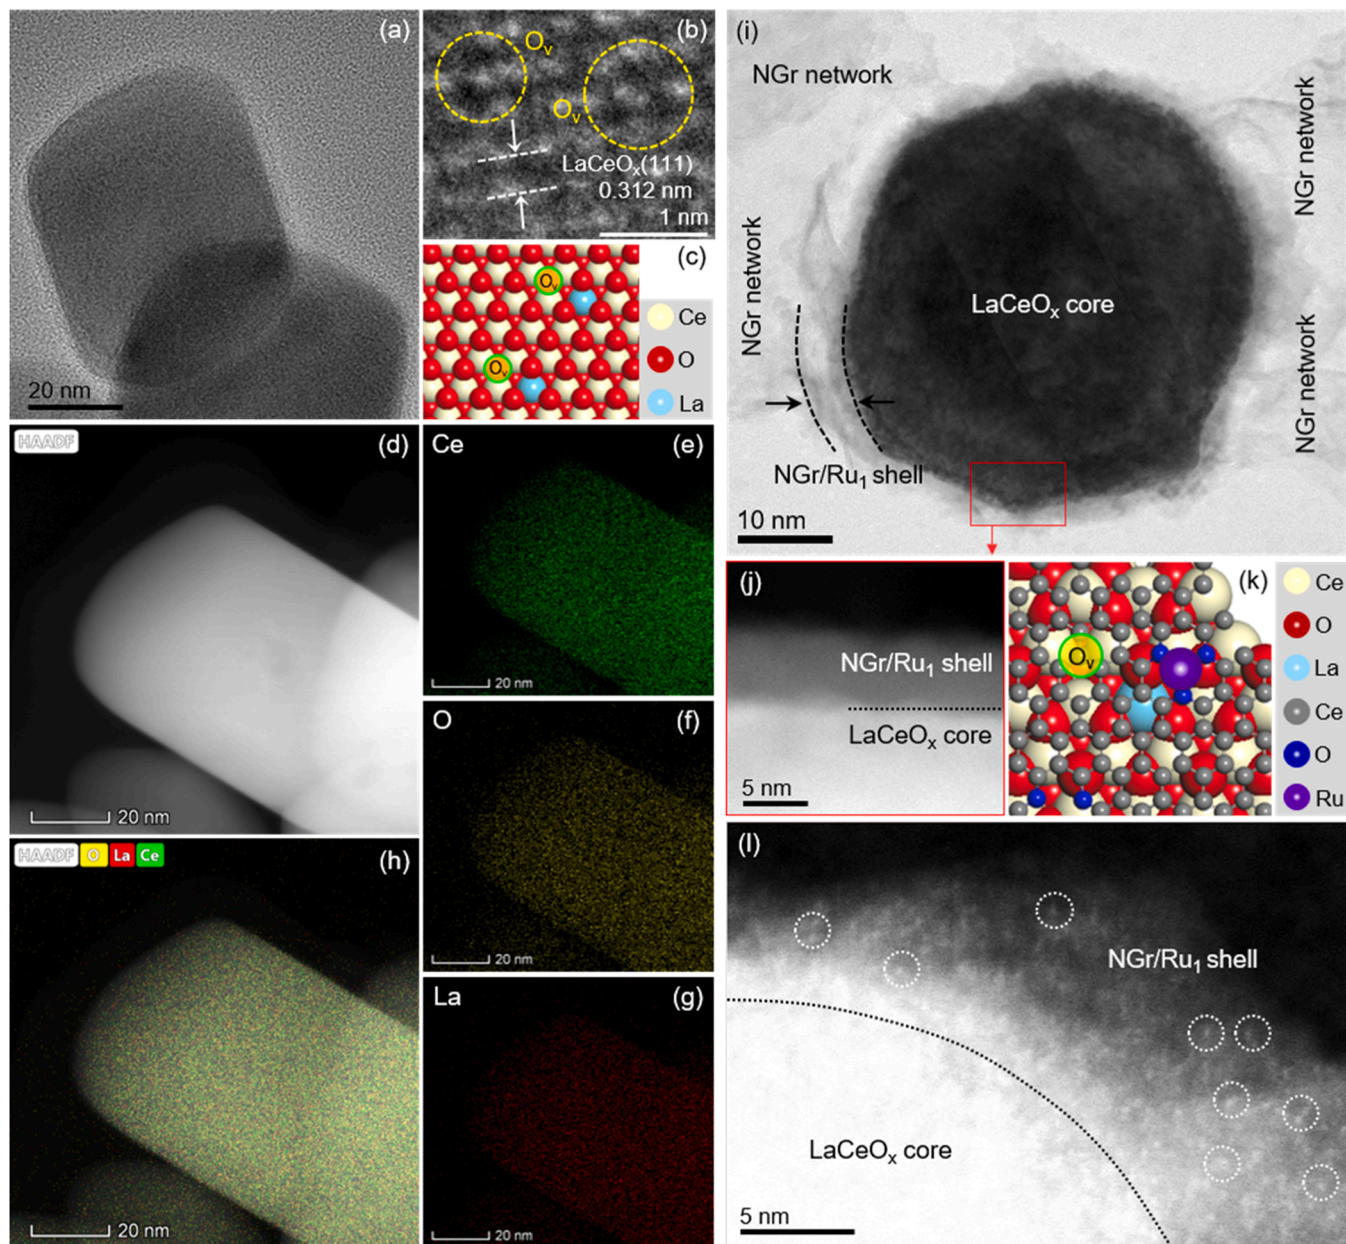 (a)
20 nm
(b)
Oᵥ
Oᵥ
LaCeOₓ(111)
0.312 nm
1 nm
(c)
Oᵥ
Oᵥ
Ce
O
La
HAADF
(d)
20 nm
Ce
(e)
20 nm
O
(f)
20 nm
La
(g)
20 nm
HAADF O La Ce
(h)
20 nm
(i)
NGr network
NGr network
NGr network
NGr network
LaCeOₓ core
NGr/Ru₁ shell
10 nm
(j)
NGr/Ru₁ shell
LaCeOₓ core
5 nm
(k)
Oᵥ
Ce
O
La
Ce
O
Ru
(l)
NGr/Ru₁ shell
LaCeOₓ core
5 nm